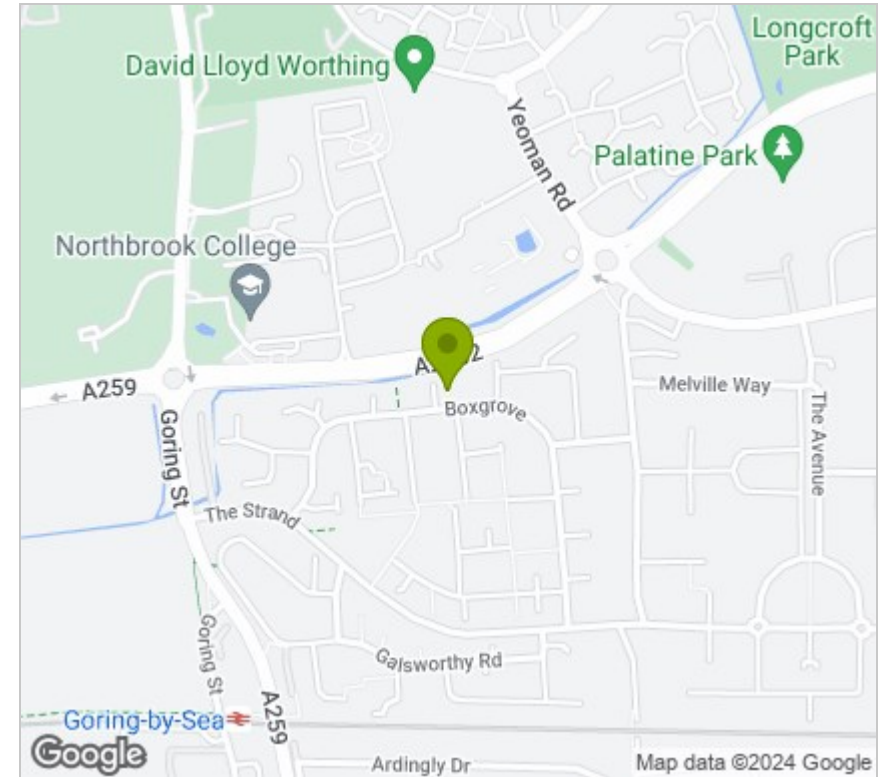 Longcroft
Park
David Lloyd Worthing
Yeoman Rd
Palatine Park
Northbrook College
A259
Melville Way
Boxgrove
The Avenue
Goring St
The Strand
Goring St
Galsworthy Rd
A259
Goring-by-Sea
Ardingly Dr
Google
Map data ©2024 Google